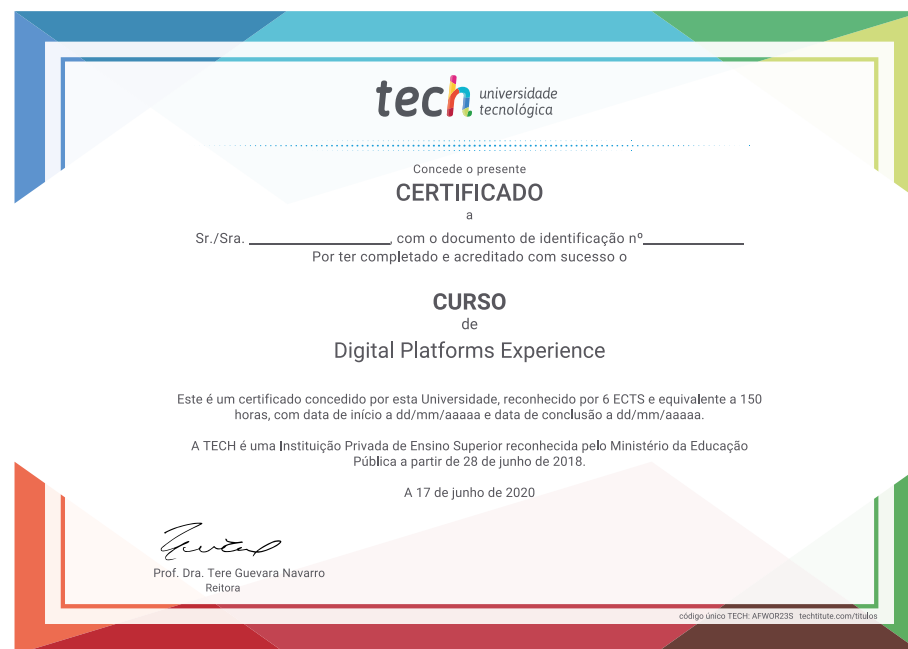 tech universidade
tecnológica
Concede o presente
CERTIFICADO
a
Sr./Sra. ____________________, com o documento de identificação nº______________
Por ter completado e acreditado com sucesso o
CURSO
de
Digital Platforms Experience
Este é um certificado concedido por esta Universidade, reconhecido por 6 ECTS e equivalente a 150
horas, com data de início a dd/mm/aaaaa e data de conclusão a dd/mm/aaaaa.
A TECH é uma Instituição Privada de Ensino Superior reconhecida pelo Ministério da Educação
Pública a partir de 28 de junho de 2018.
A 17 de junho de 2020
Prof. Dra. Tere Guevara Navarro
Reitora
código único TECH: AFWOR23S techtitute.com/titulos